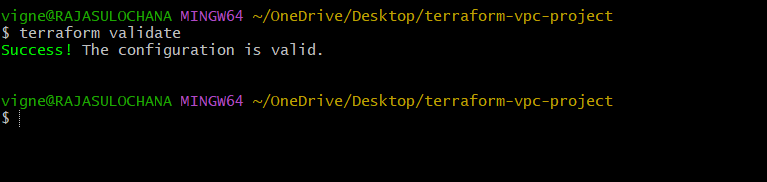 vigne@RAJASULOCHANA MINGW64 ~/OneDrive/Desktop/terraform-vpc-project
$ terraform validate
Success! The configuration is valid.
vigne@RAJASULOCHANA MINGW64 ~/OneDrive/Desktop/terraform-vpc-project
$